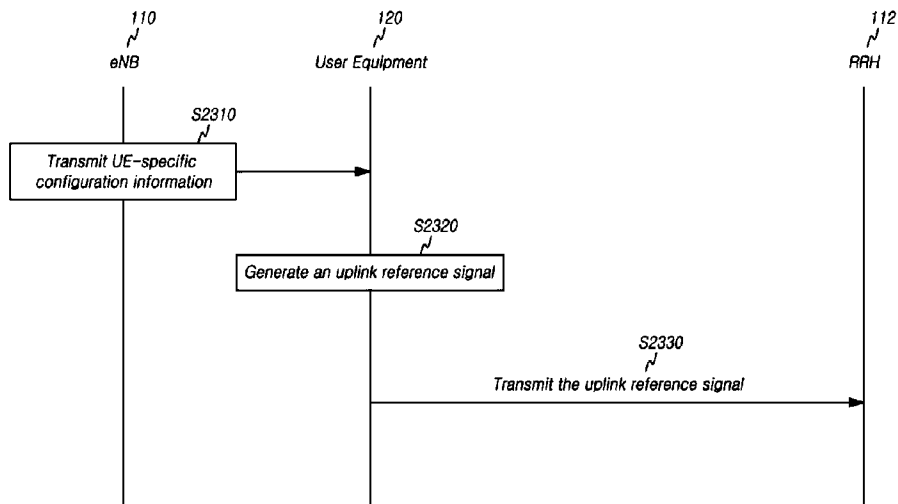 110
120
112
eNB
User Equipment
RRH
S2310
Transmit UE-specific
configuration information
S2320
Generate an uplink reference signal
S2330
Transmit the uplink reference signal